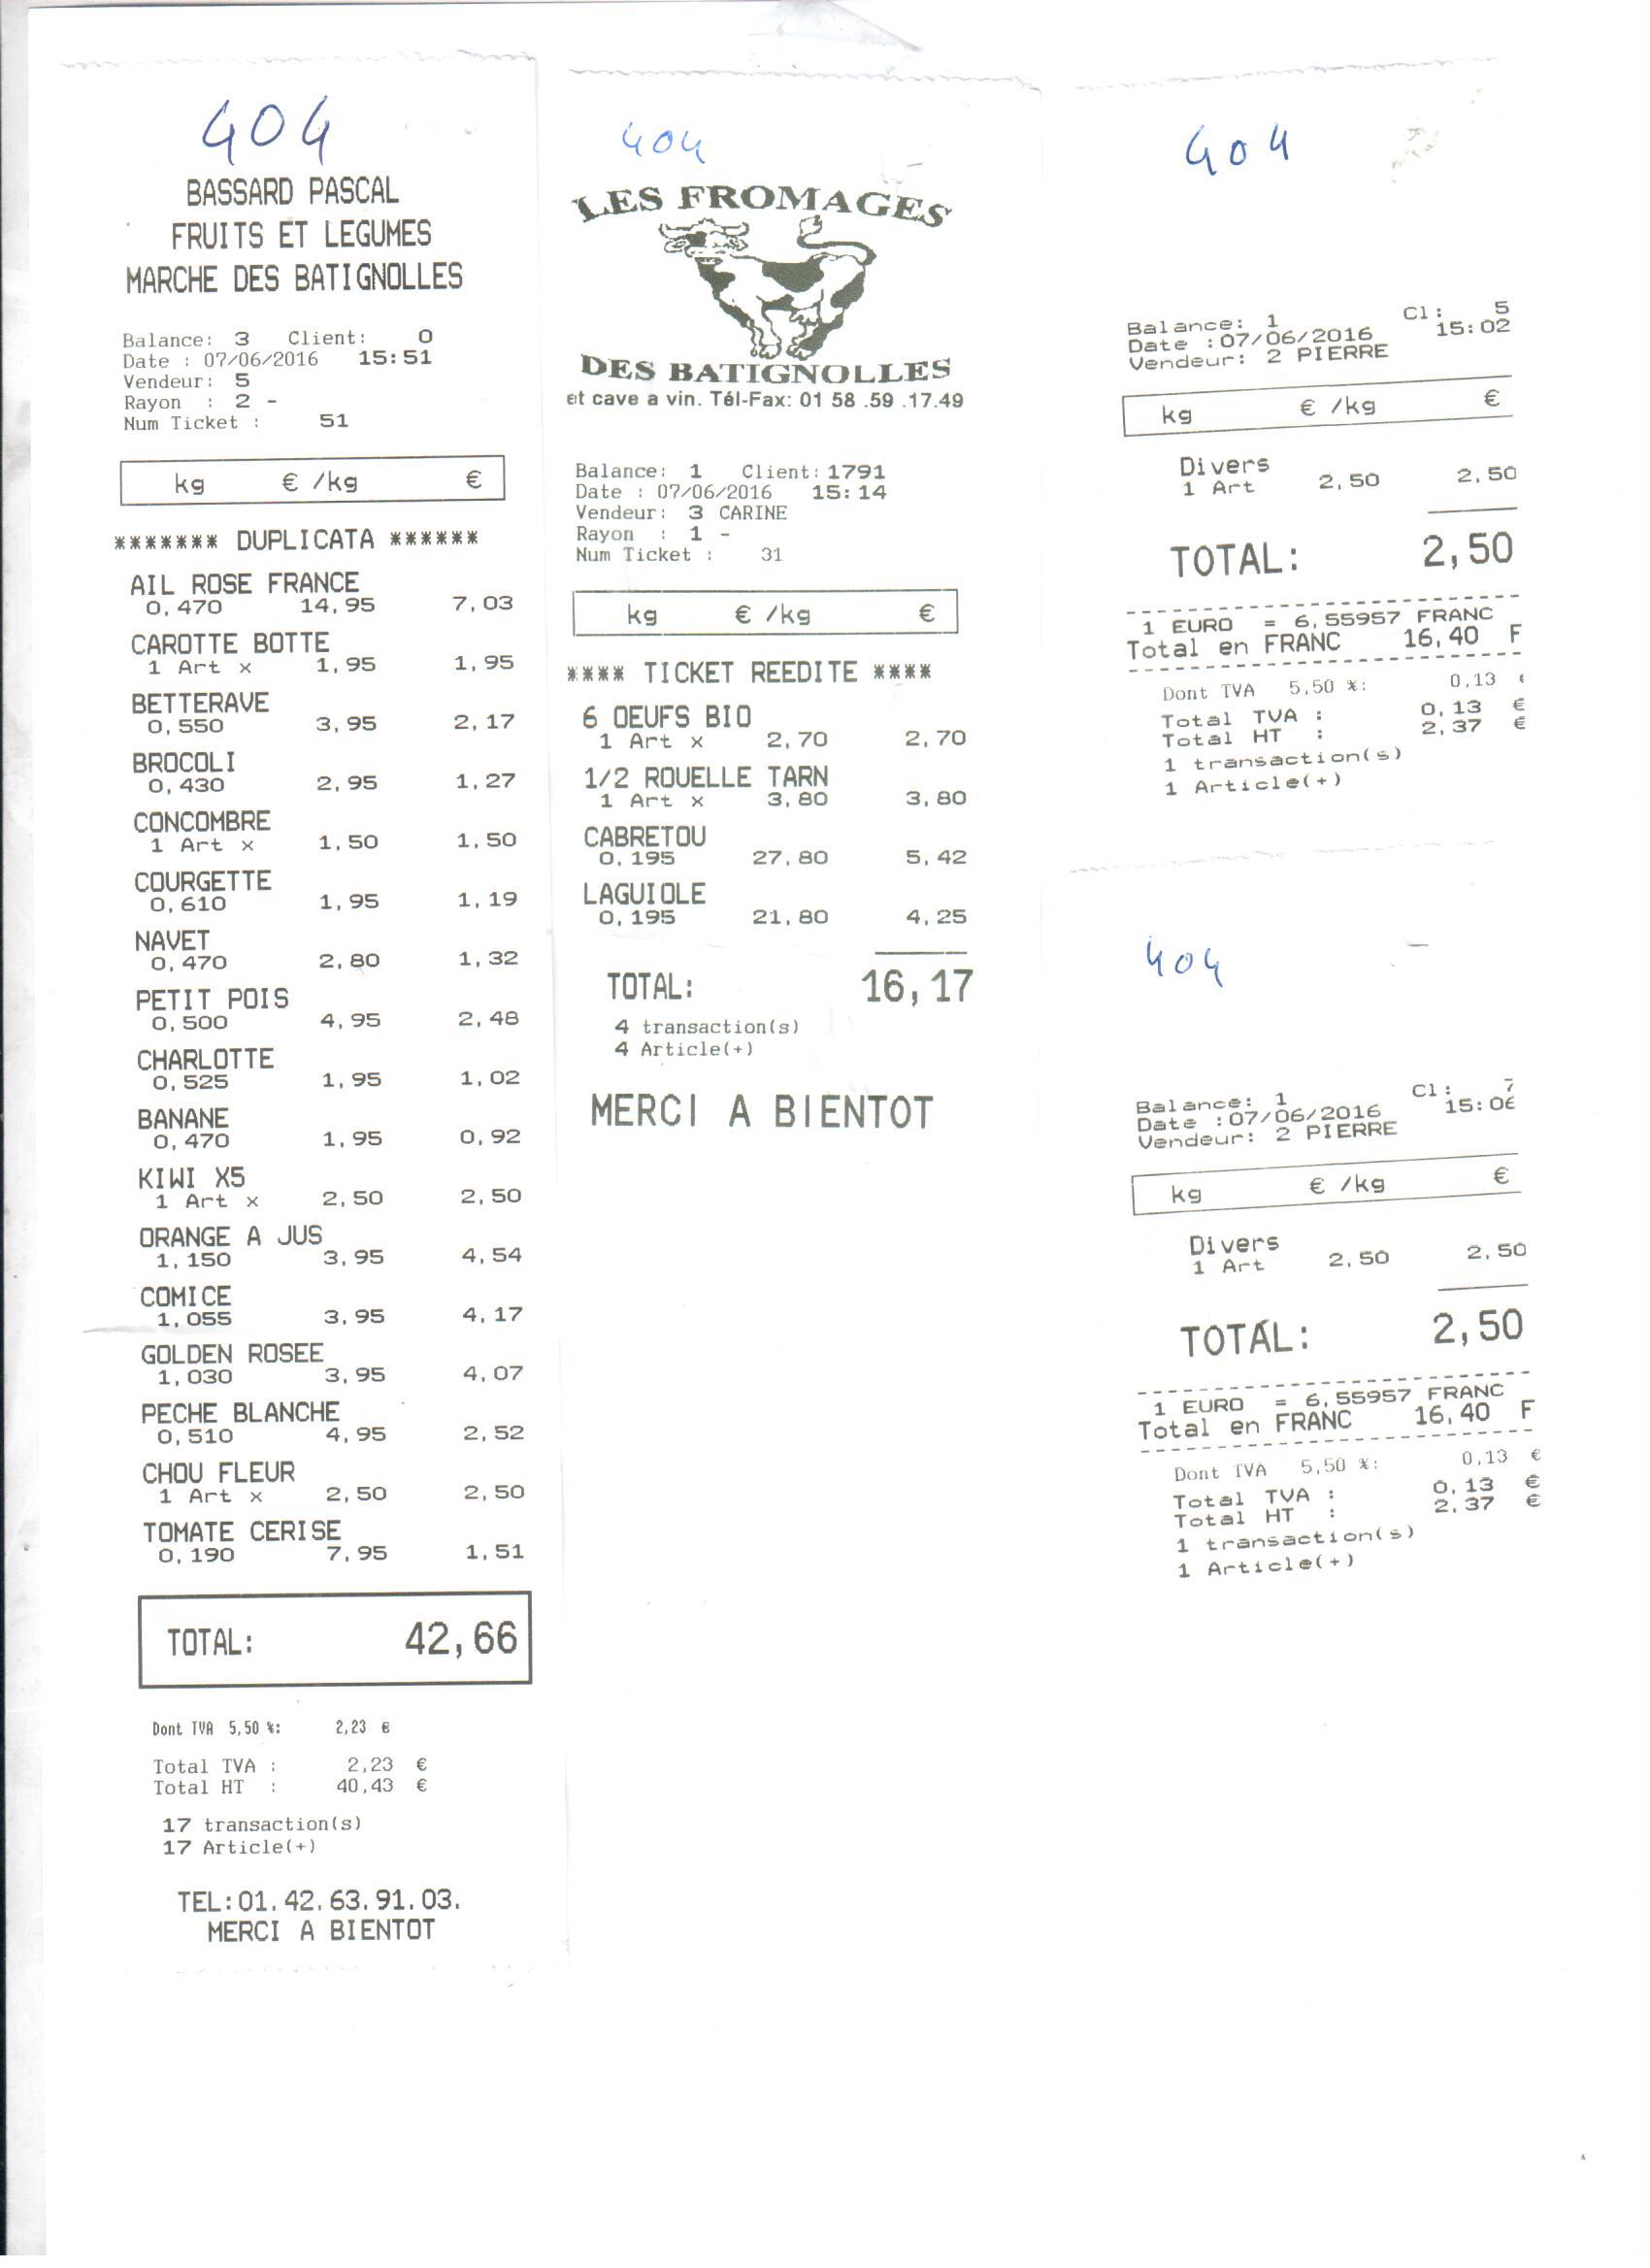 404
BASSARD PASCAL
FRUITS ET LEGUMES
MARCHE DES BATIGNOLLES
Balance: 3 Client: 0
Date : 07/06/2016 15:51
Vendeur: 5
Rayon : 2 -
Num Ticket : 51
kg € /kg €
******* DUPLICATA ******
AIL ROSE FRANCE
0,470 14,95 7,03
CAROTTE BOTTE
1 Art x 1,95 1,95
BETTERAVE
0,550 3,95 2,17
BROCOLI
0,430 2,95 1,27
CONCOMBRE
1 Art x 1,50 1,50
COURGETTE
0,610 1,95 1,19
NAVET
0,470 2,80 1,32
PETIT POIS
0,500 4,95 2,48
CHARLOTTE
0,525 1,95 1,02
BANANE
0,470 1,95 0,92
KIWI X5
1 Art x 2,50 2,50
ORANGE A JUS
1,150 3,95 4,54
COMICE
1,055 3,95 4,17
GOLDEN ROSEE
1,030 3,95 4,07
PECHE BLANCHE
0,510 4,95 2,52
CHOU FLEUR
1 Art x 2,50 2,50
TOMATE CERISE
0,190 7,95 1,51
TOTAL: 42,66
Dont TVA 5,50 %: 2,23 €
Total TVA : 2,23 €
Total HT : 40,43 €
17 transaction(s)
17 Article(+)
TEL:01.42.63.91.03.
MERCI A BIENTOT
404
LES FROMAGES
DES BATIGNOLLES
et cave a vin. Tél-Fax: 01 58 .59 .17.49
Balance: 1 Client: 1791
Date : 07/06/2016 15:14
Vendeur: 3 CARINE
Rayon : 1 -
Num Ticket : 31
kg € /kg €
**** TICKET REEDITE ****
6 OEUFS BIO
1 Art x 2,70 2,70
1/2 ROUELLE TARN
1 Art x 3,80 3,80
CABRETOU
0,195 27,80 5,42
LAGUIOLE
0,195 21,80 4,25
TOTAL: 16,17
4 transaction(s)
4 Article(+)
MERCI A BIENTOT
404
Balance: 1 Cl: 5
Date :07/06/2016 15:02
Vendeur: 2 PIERRE
kg € /kg €
Divers
1 Art 2,50 2,50
TOTAL: 2,50
1 EURO = 6,55957 FRANC
Total en FRANC 16,40 F
Dont TVA 5,50 %: 0,13
Total TVA : 0,13 €
Total HT : 2,37 €
1 transaction(s)
1 Article(+)
404
Balance: 1 Cl: 7
Date :07/06/2016 15:06
Vendeur: 2 PIERRE
kg € /kg €
Divers
1 Art 2,50 2,50
TOTAL: 2,50
1 EURO = 6,55957 FRANC
Total en FRANC 16,40 F
Dont TVA 5,50 %: 0,13 €
Total TVA : 0,13 €
Total HT : 2,37 €
1 transaction(s)
1 Article(+)